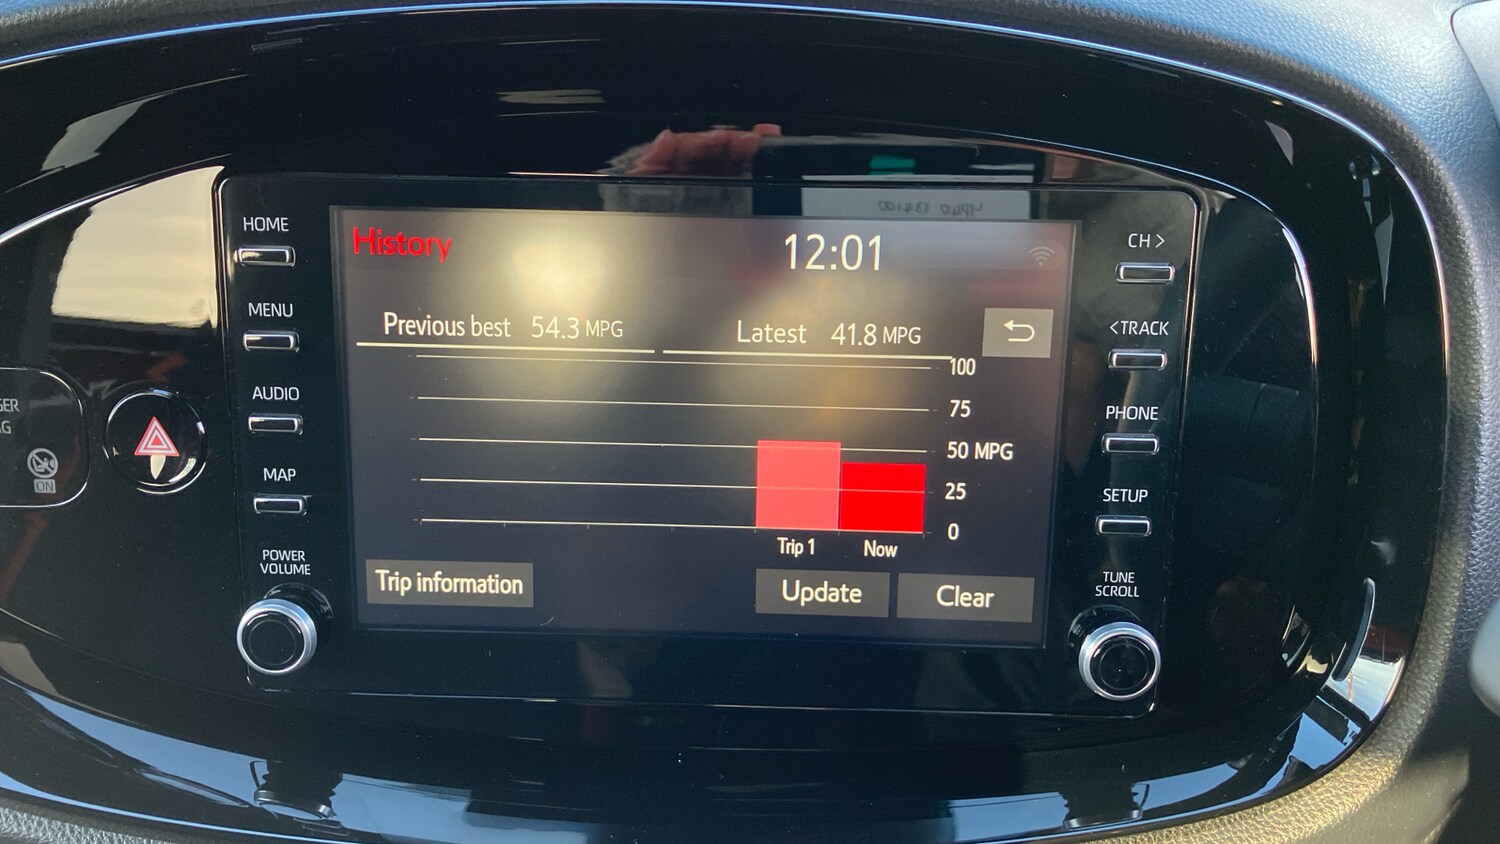 HOME
MENU
AUDIO
MAP
POWER
VOLUME
ON
History
12:01
Previous best 54.3 MPG
Latest 41.8 MPG
100
75
50 MPG
25
0
Trip 1
Now
Trip information
Update
Clear
CH >
<TRACK
PHONE
SETUP
TUNE
SCROLL